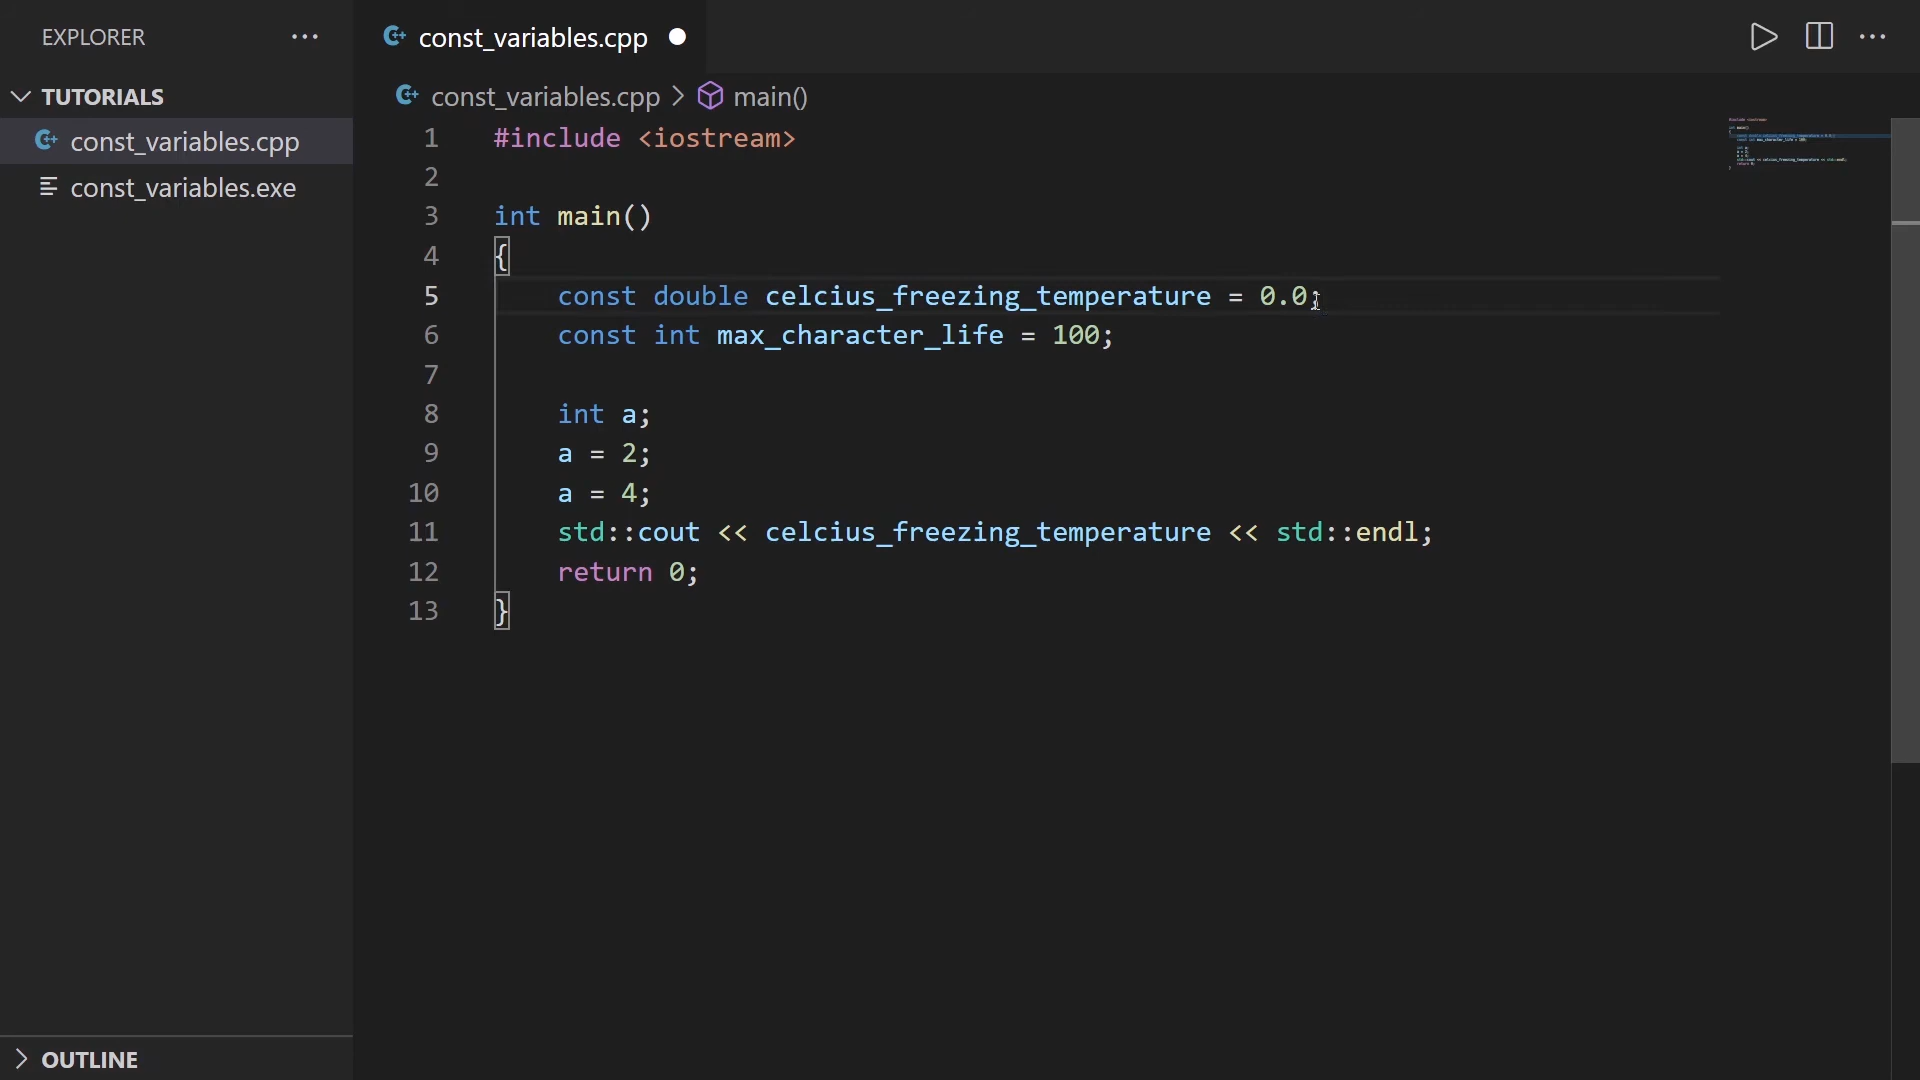 EXPLORER
TUTORIALS
const_variables.cpp
const_variables.exe
OUTLINE
const_variables.cpp
const_variables.cpp > main()
1 #include <iostream>
2
3 int main()
4 {
5 const double celcius_freezing_temperature = 0.0;
6 const int max_character_life = 100;
7
8 int a;
9 a = 2;
10 a = 4;
11 std::cout << celcius_freezing_temperature << std::endl;
12 return 0;
13 }